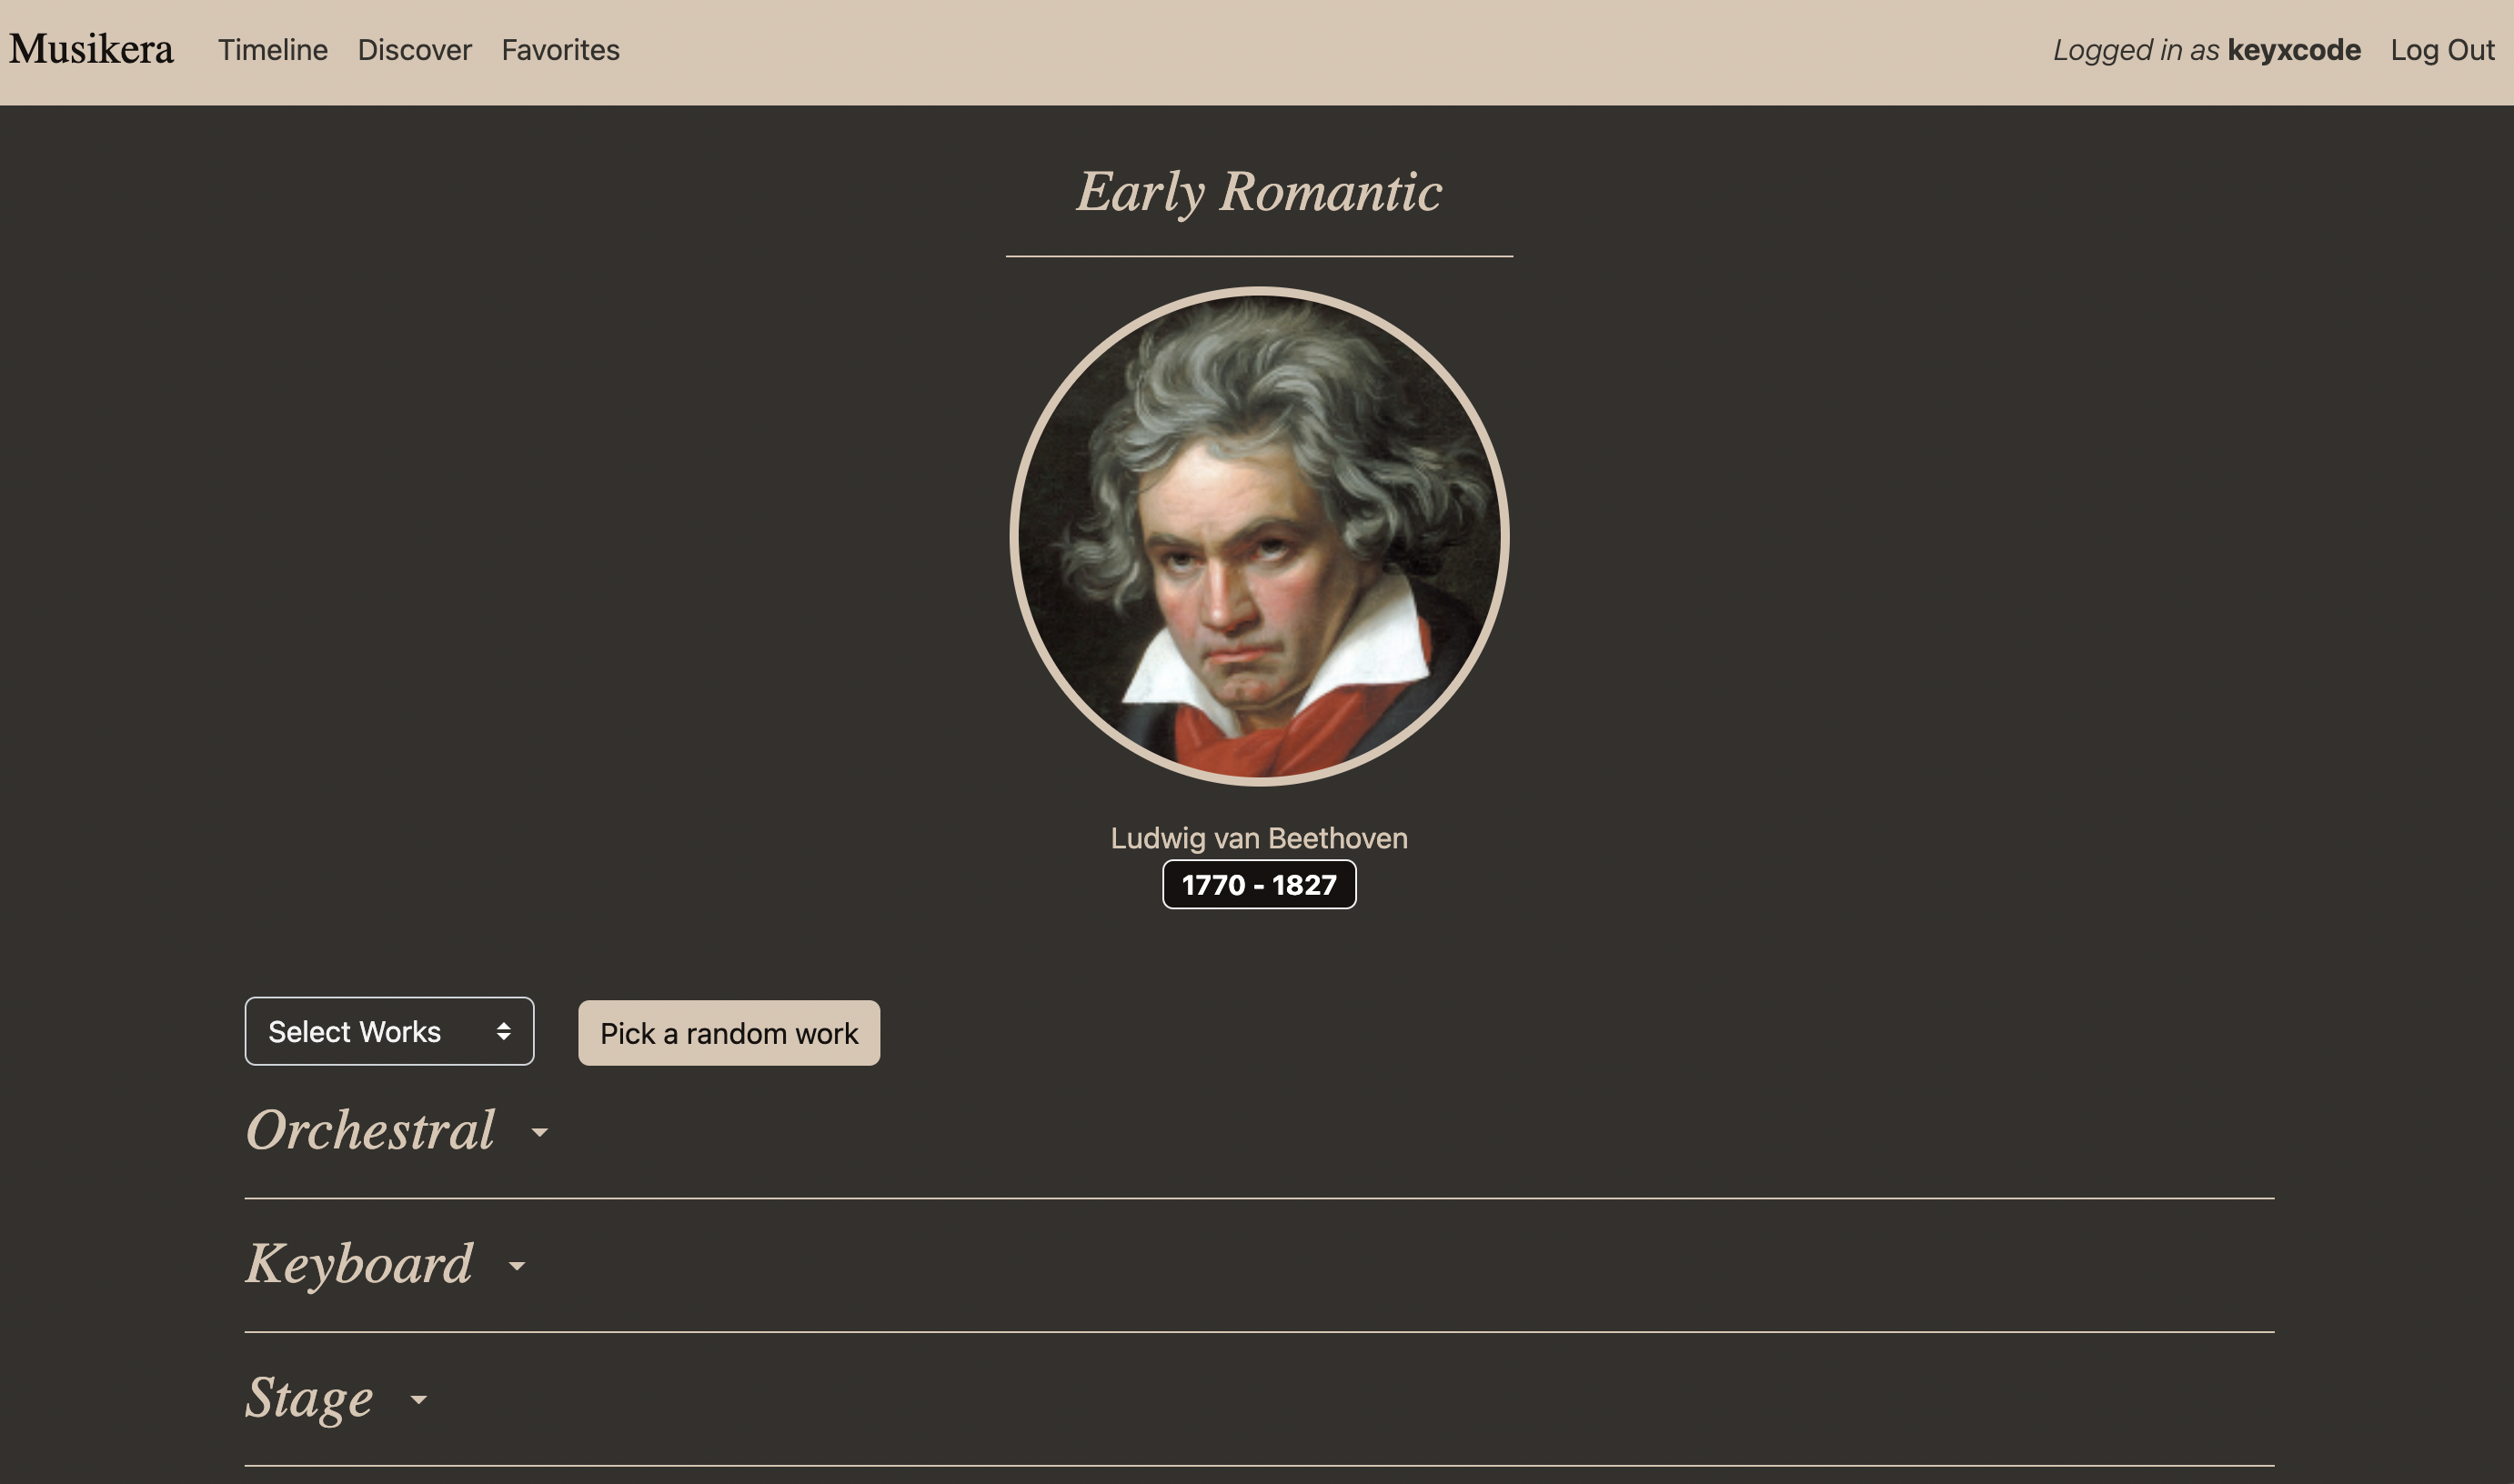 Musikera Timeline Discover Favorites Logged in as keyxcode Log Out
Early Romantic
Ludwig van Beethoven
1770 - 1827
Select Works Pick a random work
Orchestral
Keyboard
Stage